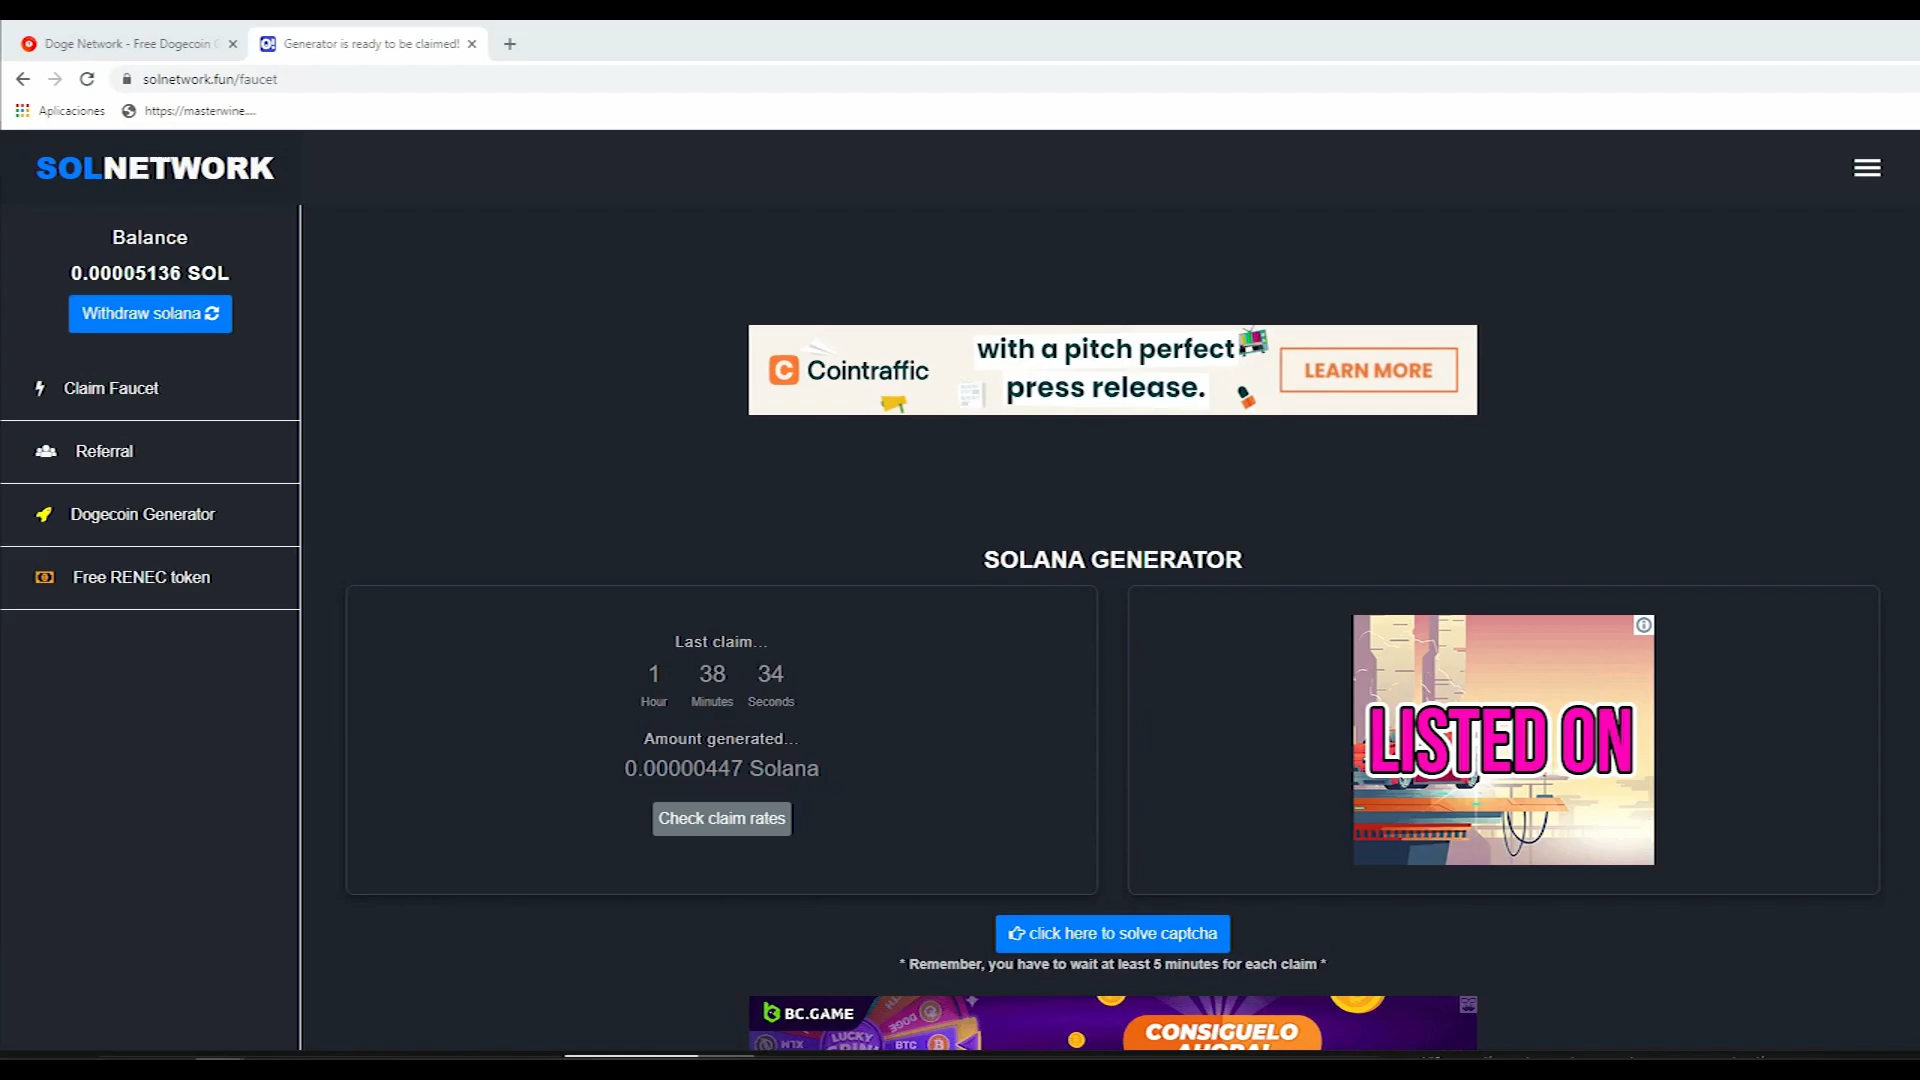 Doge Network - Free Dogecoin G
Generator is ready to be claimed!
solnetwork.fun/faucet
Aplicaciones
https://masterwine....
SOLNETWORK
Balance
0.00005136 SOL
Withdraw solana
Claim Faucet
Referral
Dogecoin Generator
Free RENEC token
Cointraffic
with a pitch perfect
press release.
LEARN MORE
SOLANA GENERATOR
Last claim...
1 38 34
Hour Minutes Seconds
Amount generated...
0.00000447 Solana
Check claim rates
LISTED ON
click here to solve captcha
* Remember, you have to wait at least 5 minutes for each claim *
BC.GAME
DOGE
LUCKY
BTC
CONSIGUELO
AHORA!